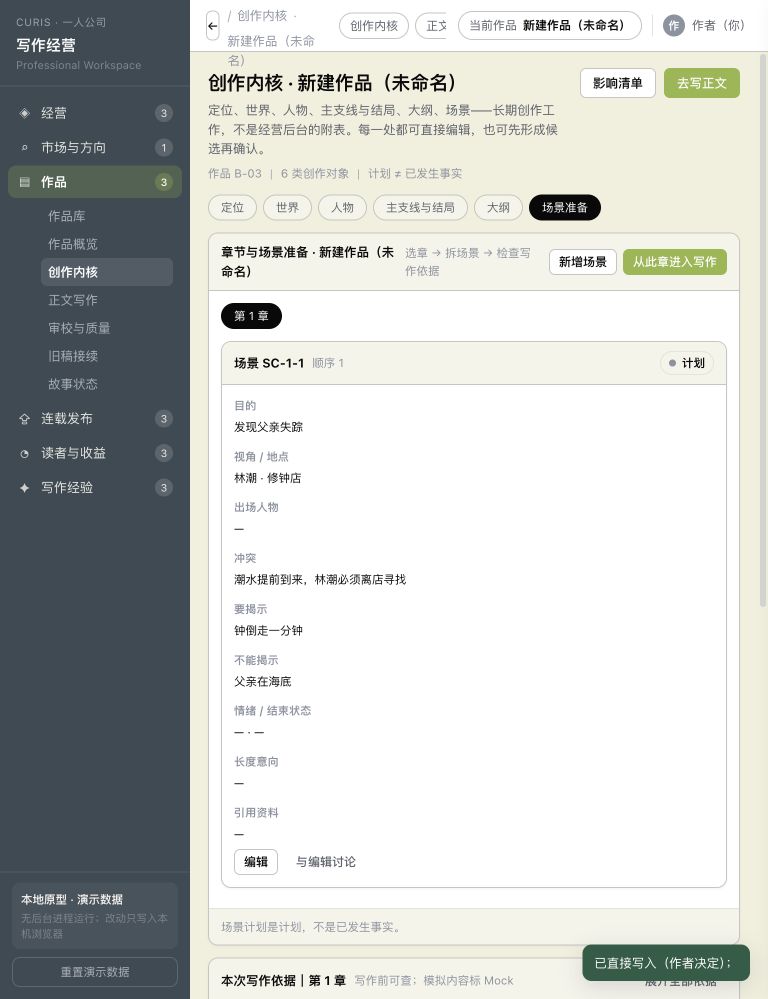 CURIS · 一人公司
写作经营
Professional Workspace
经营 3
市场与方向 1
作品 3
作品库
作品概览
创作内核
正文写作
审校与质量
旧稿接续
故事状态
连载发布 3
读者与收益 3
写作经验 3
本地原型 · 演示数据
无后台进程运行；改动只写入本
机浏览器
重置演示数据
← / 创作内核 ·
新建作品（未命
名）
创作内核
正文
当前作品 新建作品（未命名）
作 作者（你）
创作内核 · 新建作品（未命名）
定位、世界、人物、主支线与结局、大纲、场景——长期创作工
作，不是经营后台的附表。每一处都可直接编辑，也可先形成候
选再确认。
作品 B-03 | 6 类创作对象 | 计划 ≠ 已发生事实
影响清单
去写正文
定位
世界
人物
主支线与结局
大纲
场景准备
章节与场景准备 · 新建作品（未
命名）
选章 → 拆场景 → 检查写
作依据
新增场景
从此章进入写作
第 1 章
场景 SC-1-1 顺序 1
计划
目的
发现父亲失踪
视角 / 地点
林潮 · 修钟店
出场人物
—
冲突
潮水提前到来，林潮必须离店寻找
要揭示
钟倒走一分钟
不能揭示
父亲在海底
情绪 / 结束状态
— · —
长度意向
—
引用资料
—
编辑
与编辑讨论
场景计划是计划，不是已发生事实。
本次写作依据｜第 1 章 写作前可查；模拟内容标 Mock
展开全部依据
已直接写入（作者决定）；